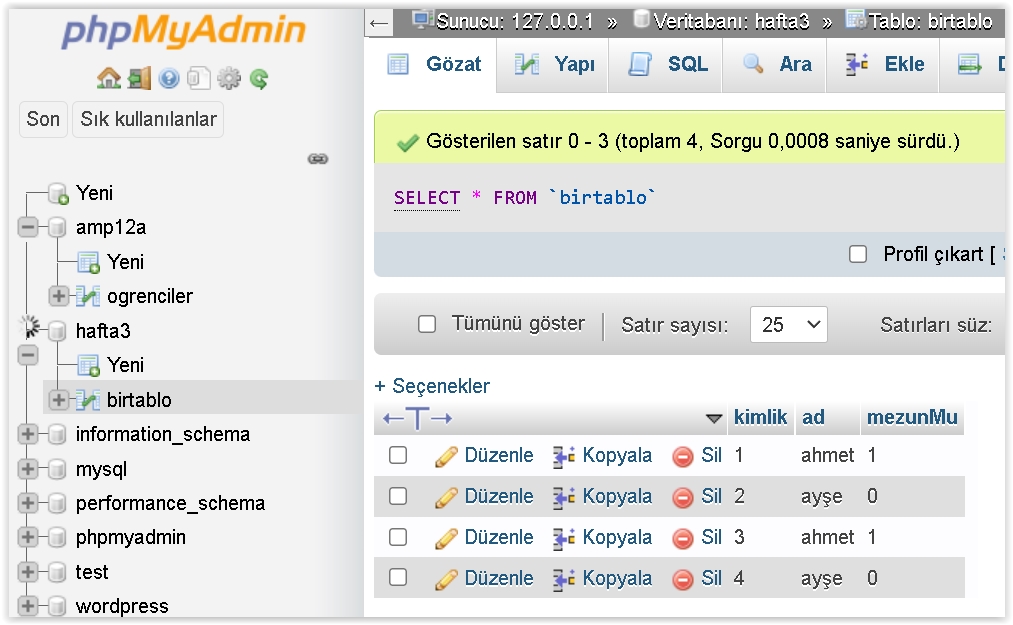 phpMyAdmin
Son Sık kullanılanlar
Yeni
amp12a
Yeni
ogrenciler
hafta3
Yeni
birtablo
information_schema
mysql
performance_schema
phpmyadmin
test
wordpress
Sunucu: 127.0.0.1 » Veritabanı: hafta3 » Tablo: birtablo
Gözat Yapı SQL Ara Ekle
Gösterilen satır 0 - 3 (toplam 4, Sorgu 0,0008 saniye sürdü.)
SELECT * FROM `birtablo`
Profil çıkart [
Tümünü göster Satır sayısı: 25 Satırları süz:
+ Seçenekler
←T→ kimlik ad mezunMu
Düzenle Kopyala Sil 1 ahmet 1
Düzenle Kopyala Sil 2 ayşe 0
Düzenle Kopyala Sil 3 ahmet 1
Düzenle Kopyala Sil 4 ayşe 0